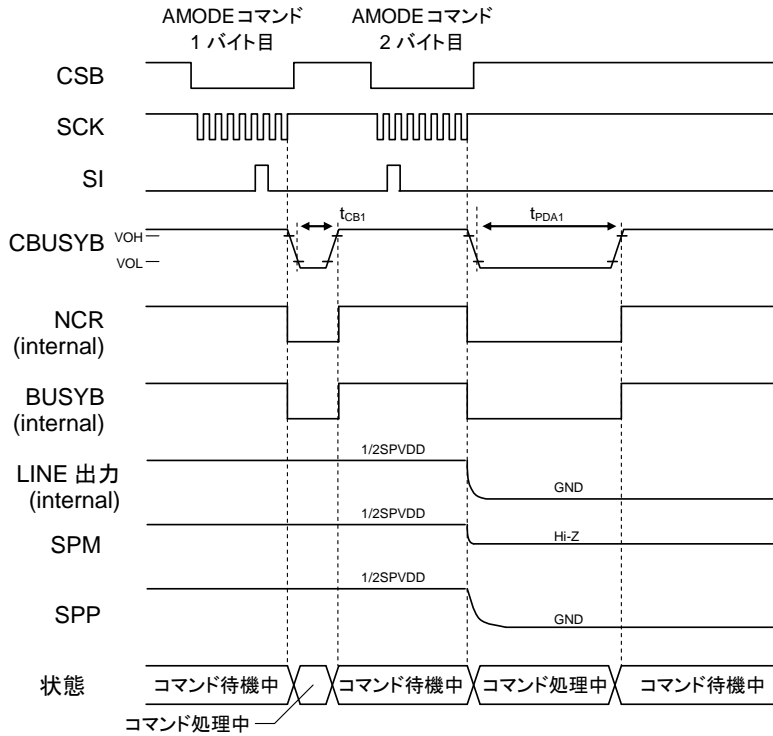 AMODEコマンド AMODEコマンド
1 バイト目 2 バイト目
CSB
SCK
SI
tCB1 tPDA1
VOH
CBUSYB
VOL
NCR
(internal)
BUSYB
(internal)
1/2SPVDD
LINE 出力
(internal)
GND
1/2SPVDD
SPM
Hi-Z
1/2SPVDD
SPP
GND
状態 コマンド待機中 コマンド待機中 コマンド処理中 コマンド待機中
コマンド処理中